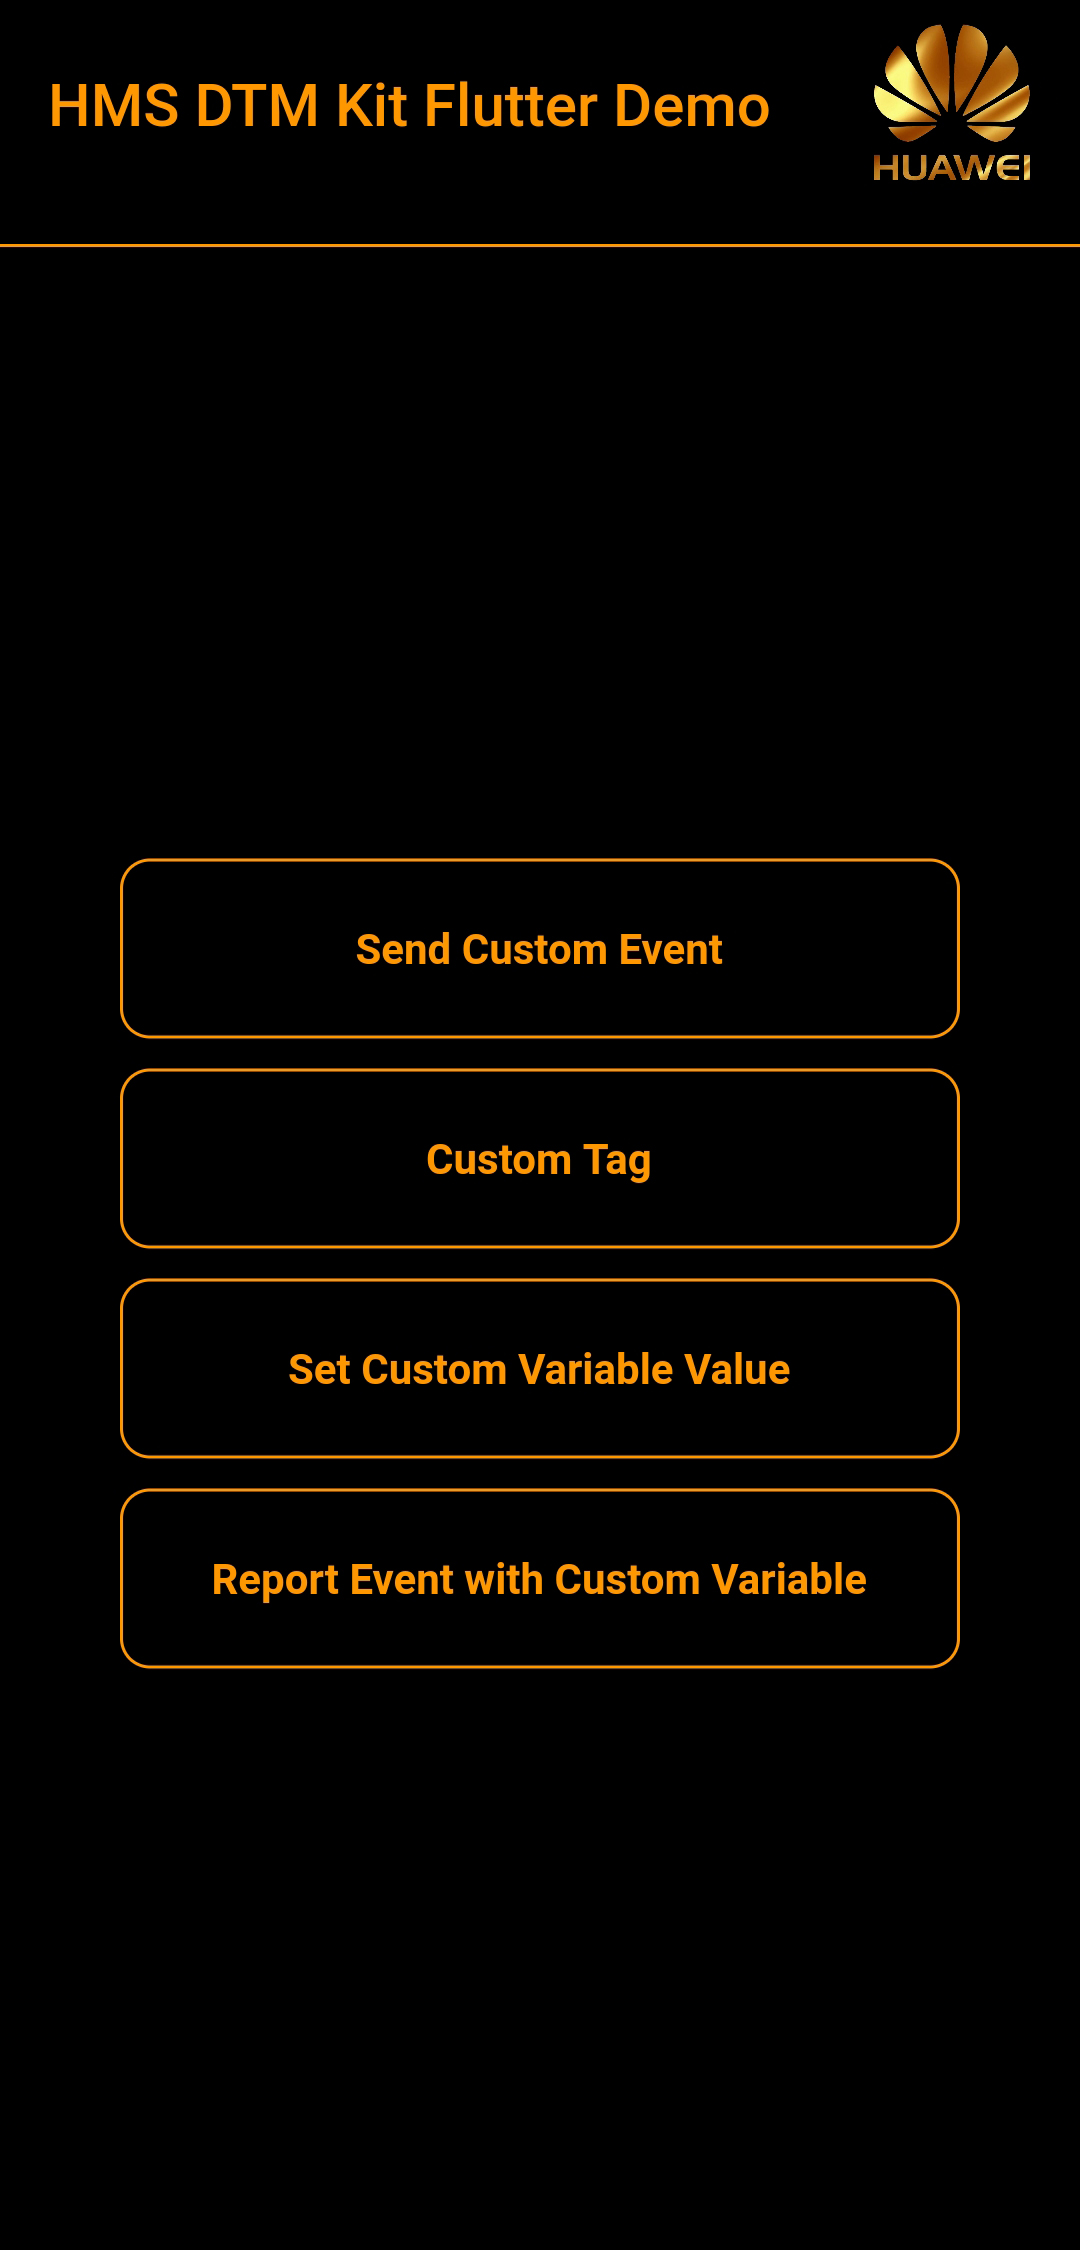 HMS DTM Kit Flutter Demo
HUAWEI
Send Custom Event
Custom Tag
Set Custom Variable Value
Report Event with Custom Variable